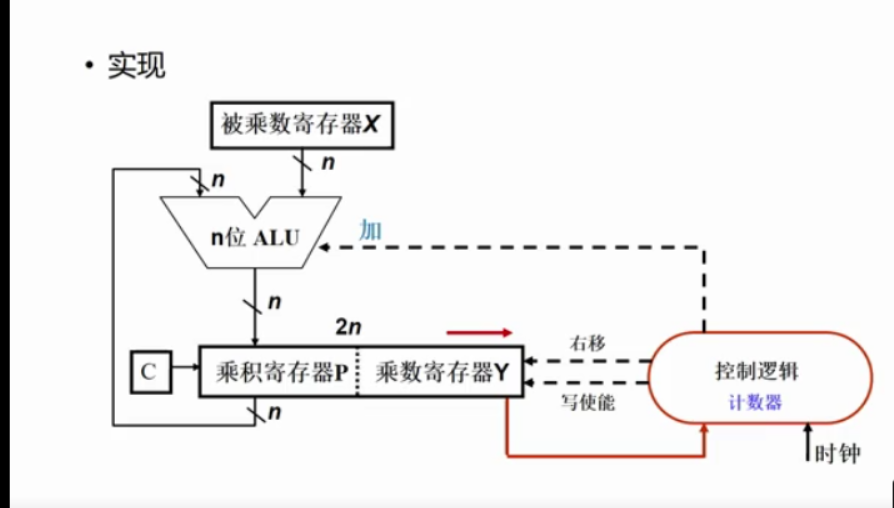 • 实现
被乘数寄存器X
n
n
n位 ALU
加
n
2n
右移
C
乘积寄存器P
乘数寄存器Y
控制逻辑
写使能
计数器
n
时钟